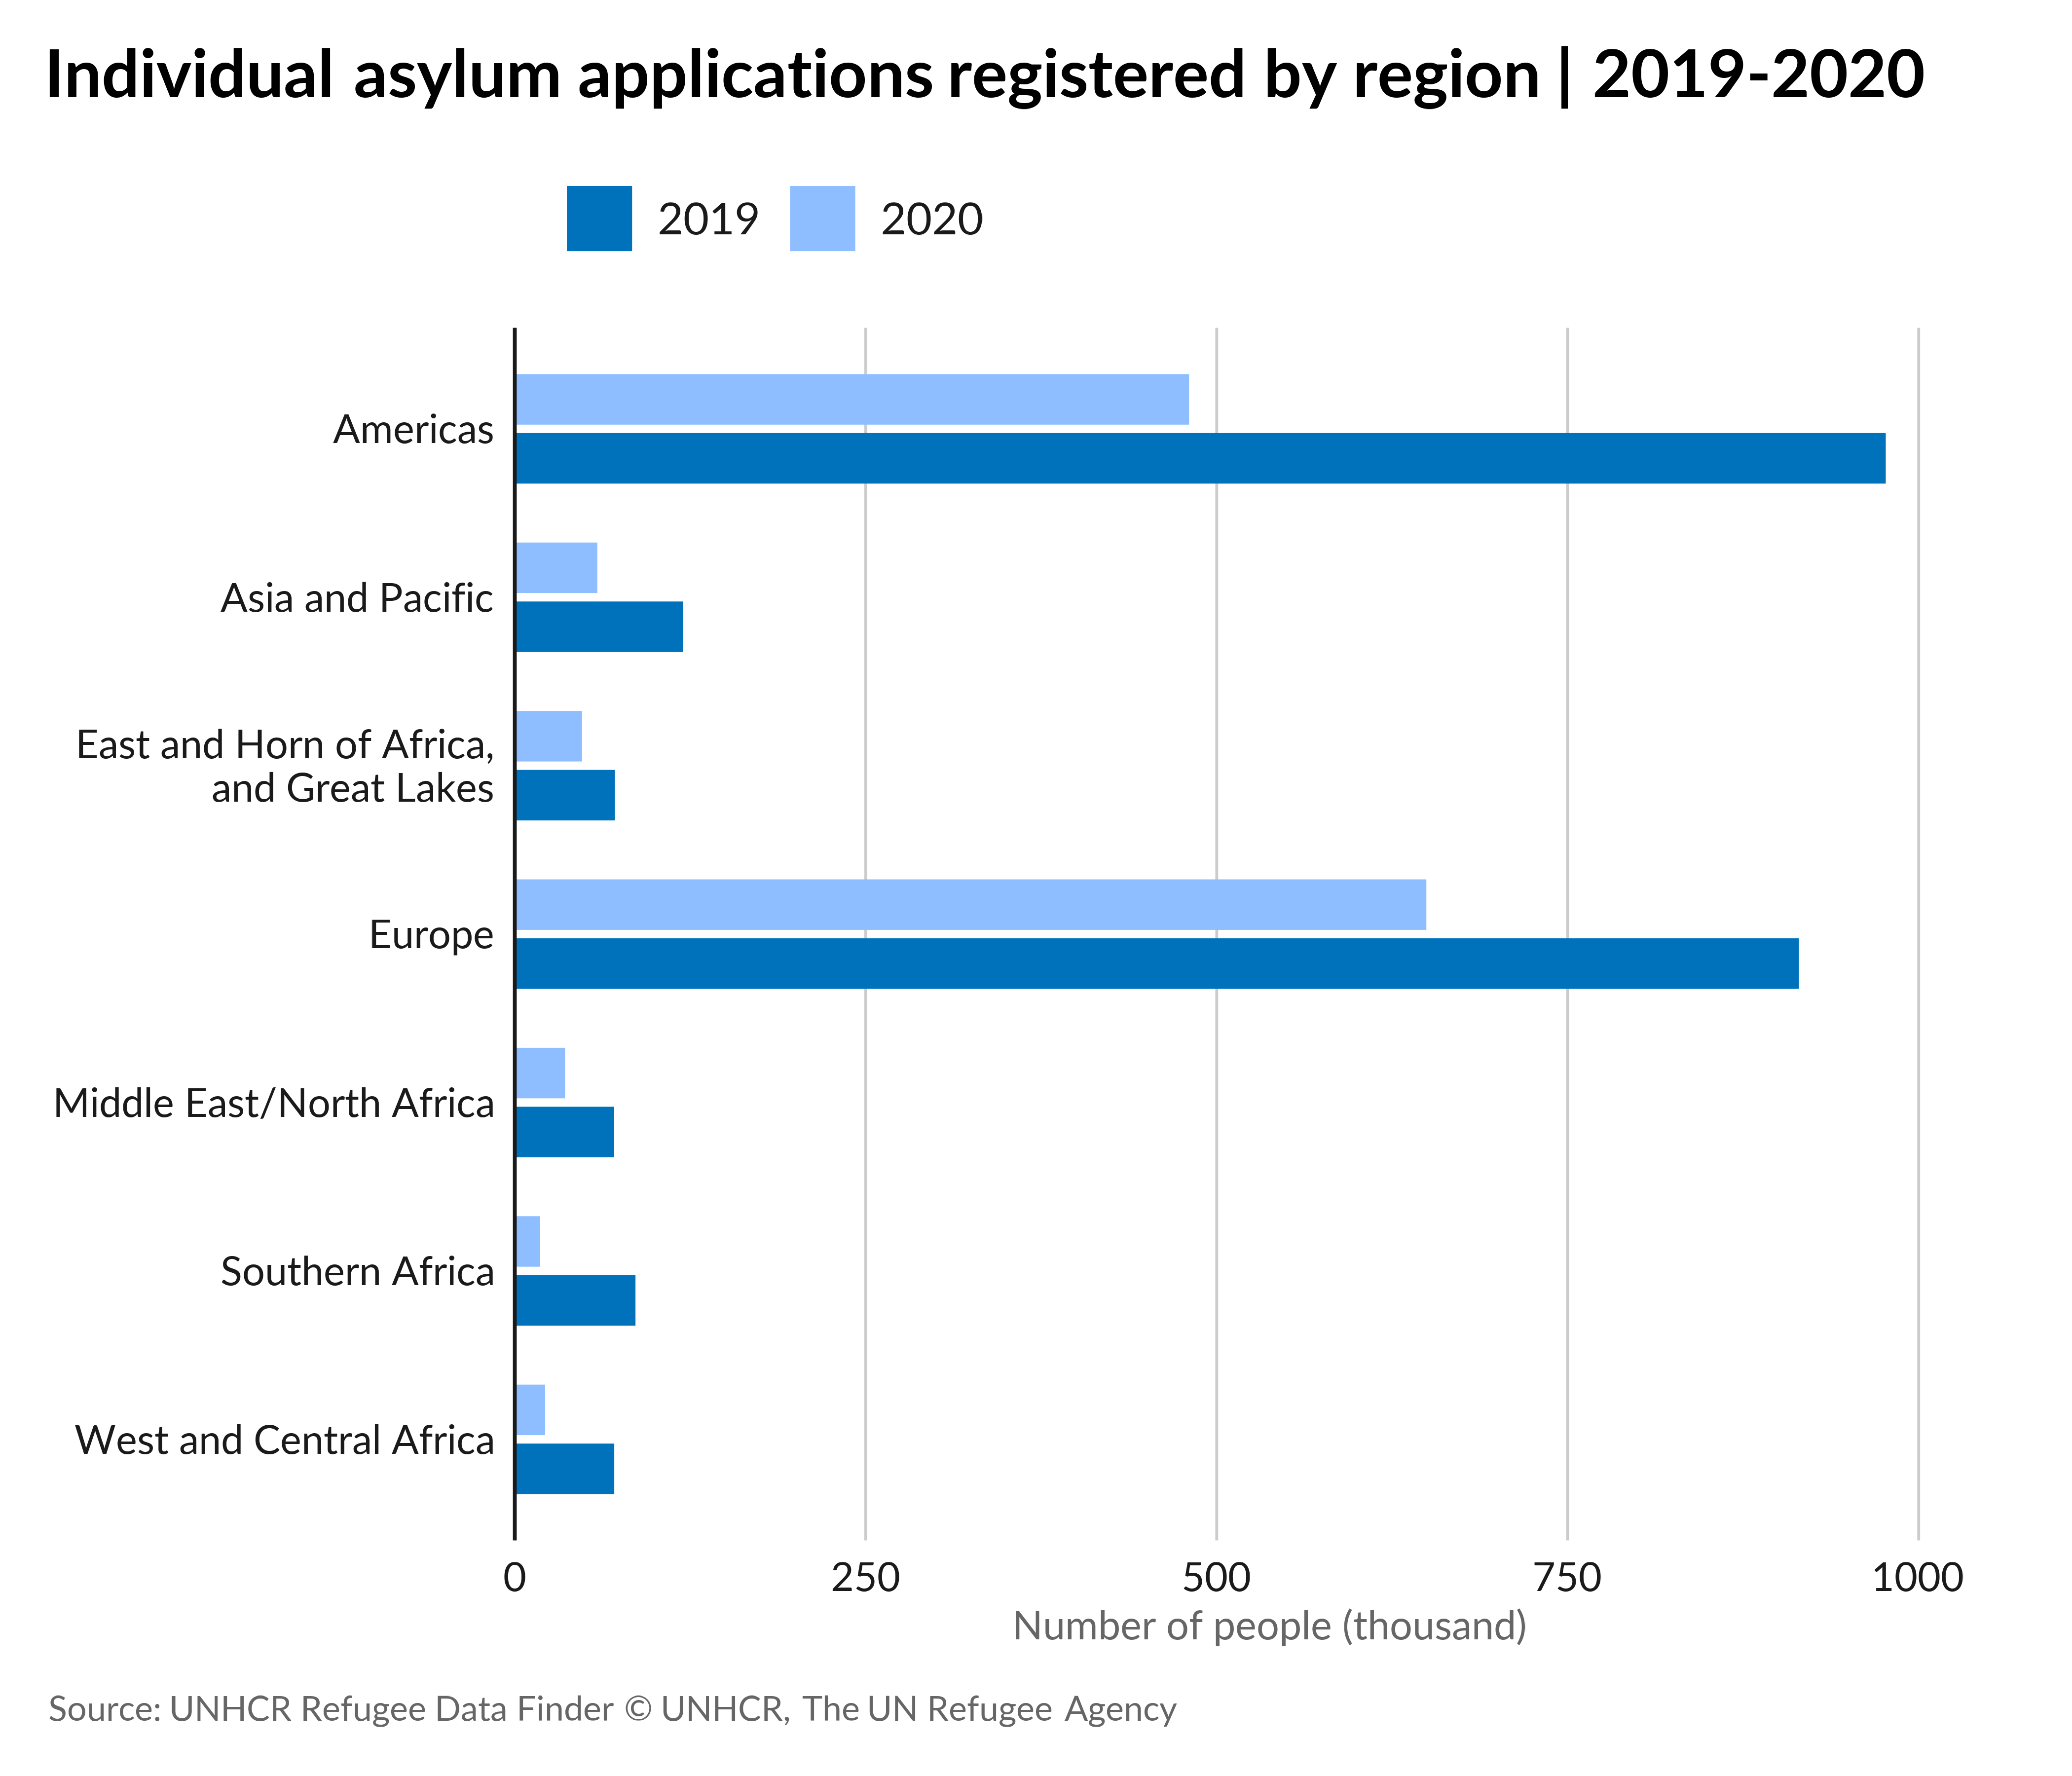 Individual asylum applications registered by region | 2019-2020
2019 2020
Americas
Asia and Pacific
East and Horn of Africa,
and Great Lakes
Europe
Middle East/North Africa
Southern Africa
West and Central Africa
0 250 500 750 1000
Number of people (thousand)
Source: UNHCR Refugee Data Finder © UNHCR, The UN Refugee Agency